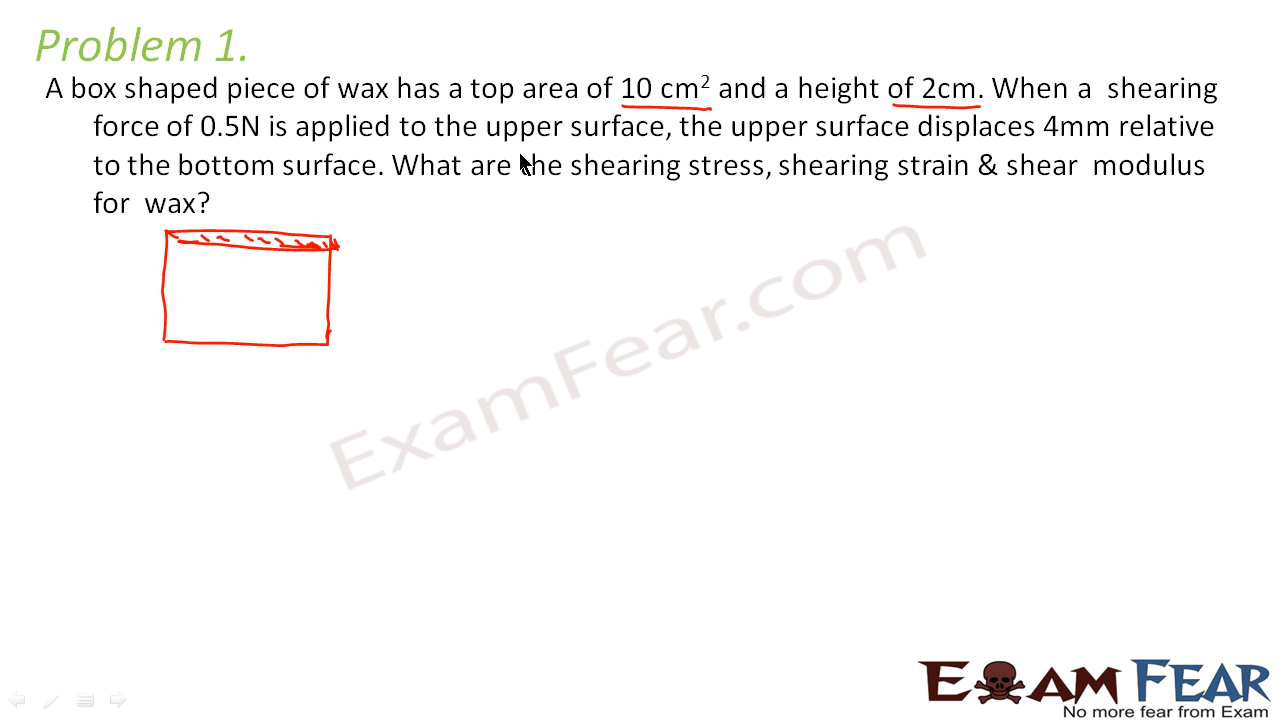 Problem 1.
A box shaped piece of wax has a top area of 10 cm² and a height of 2cm. When a shearing
force of 0.5N is applied to the upper surface, the upper surface displaces 4mm relative
to the bottom surface. What are the shearing stress, shearing strain & shear modulus
for wax?
ExamFear.com
EXAM FEAR
No more fear from Exam